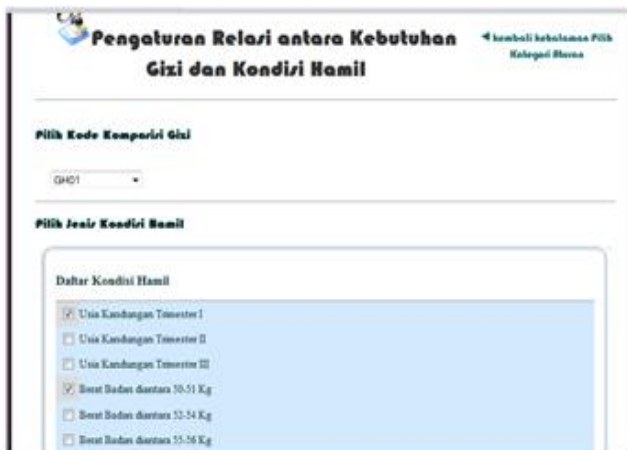 Pengaturan Relasi antara Kebutuhan
Gizi dan Kondisi Hamil
kembali kehalaman Pilih
Kategori
Pilih Kode Komposisi Gizi
GH01
Pilih Jenis Kondisi Hamil
Daftar Kondisi Hamil
Usia Kandungan Trimester I
Usia Kandungan Trimester II
Usia Kandungan Trimester III
Berat Badan diantara 50-51 Kg
Berat Badan diantara 52-54 Kg
Berat Badan diantara 55-56 Kg